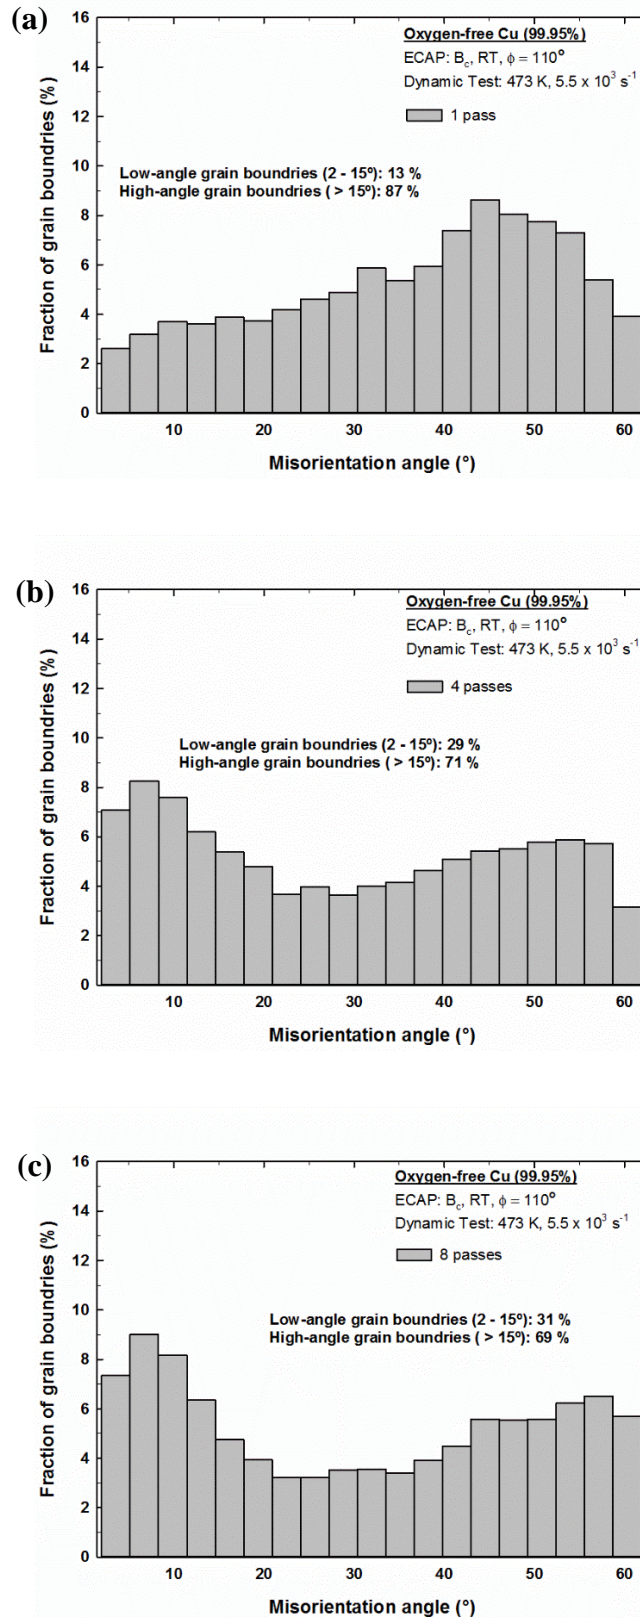 (a)
Oxygen-free Cu (99.95%)
ECAP: Bc, RT, ϕ = 110°
Dynamic Test: 473 K, 5.5 x 10³ s⁻¹
1 pass
Low-angle grain boundries (2 - 15º): 13 %
High-angle grain boundries ( > 15º): 87 %
Fraction of grain boundries (%)
16
14
12
10
8
6
4
2
0
10 20 30 40 50 60
Misorientation angle (°)
(b)
Oxygen-free Cu (99.95%)
ECAP: Bc, RT, ϕ = 110°
Dynamic Test: 473 K, 5.5 x 10³ s⁻¹
4 passes
Low-angle grain boundries (2 - 15º): 29 %
High-angle grain boundries ( > 15º): 71 %
Fraction of grain boundries (%)
16
14
12
10
8
6
4
2
0
10 20 30 40 50 60
Misorientation angle (°)
(c)
Oxygen-free Cu (99.95%)
ECAP: Bc, RT, ϕ = 110°
Dynamic Test: 473 K, 5.5 x 10³ s⁻¹
8 passes
Low-angle grain boundries (2 - 15º): 31 %
High-angle grain boundries ( > 15º): 69 %
Fraction of grain boundries (%)
16
14
12
10
8
6
4
2
0
10 20 30 40 50 60
Misorientation angle (°)